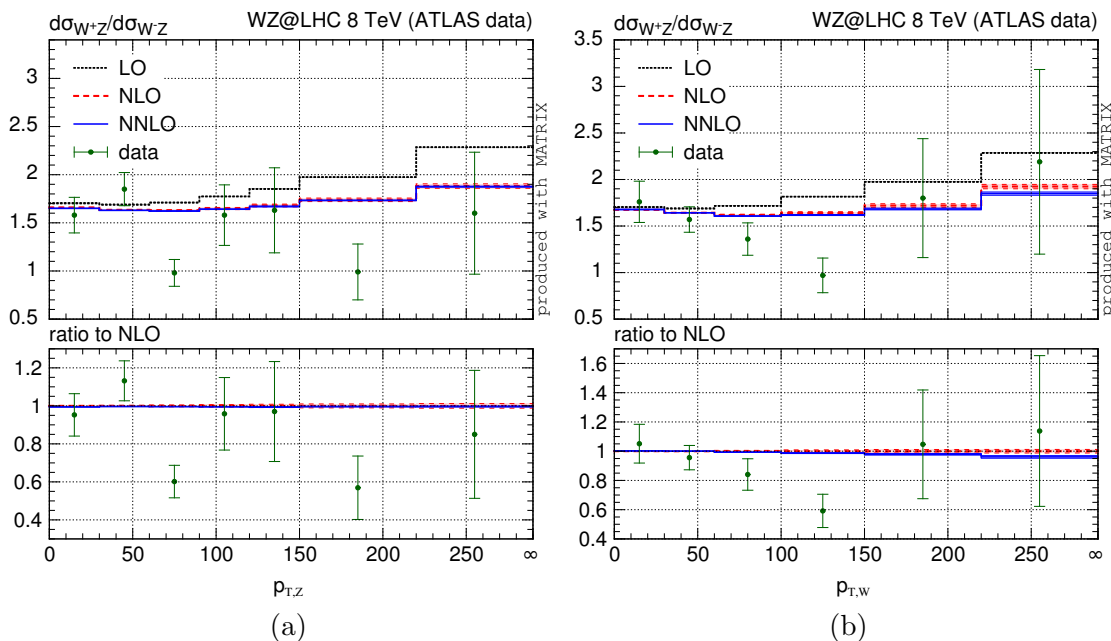 dσW+Z/dσW-Z
WZ@LHC 8 TeV (ATLAS data)
LO
NLO
NNLO
data
3
2.5
2
1.5
1
0.5
produced with MATRIX
ratio to NLO
1.2
1
0.8
0.6
0.4
0 50 100 150 200 250 ∞
pT,Z
(a)
dσW+Z/dσW-Z
WZ@LHC 8 TeV (ATLAS data)
3.5
LO
NLO
NNLO
data
3
2.5
2
1.5
1
0.5
produced with MATRIX
ratio to NLO
1.6
1.4
1.2
1
0.8
0.6
0.4
0 50 100 150 200 250 ∞
pT,W
(b)